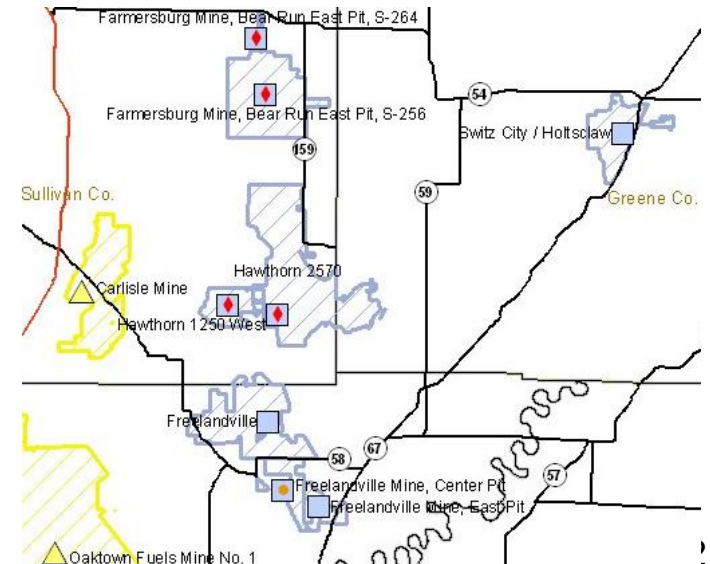 Farmersburg Mine, Bear Run East Pit, S-264
54
Farmersburg Mine, Bear Run East Pit, S-256
Switz City / Holtsclaw
159
59
Sullivan Co.
Greene Co.
Hawthorn 2570
Carlisle Mine
Hawthorn 1250 West
Freelandville
67
58
57
Freelandville Mine, Center Pit
Freelandville Mine, East Pit
Oaktown Fuels Mine No. 1